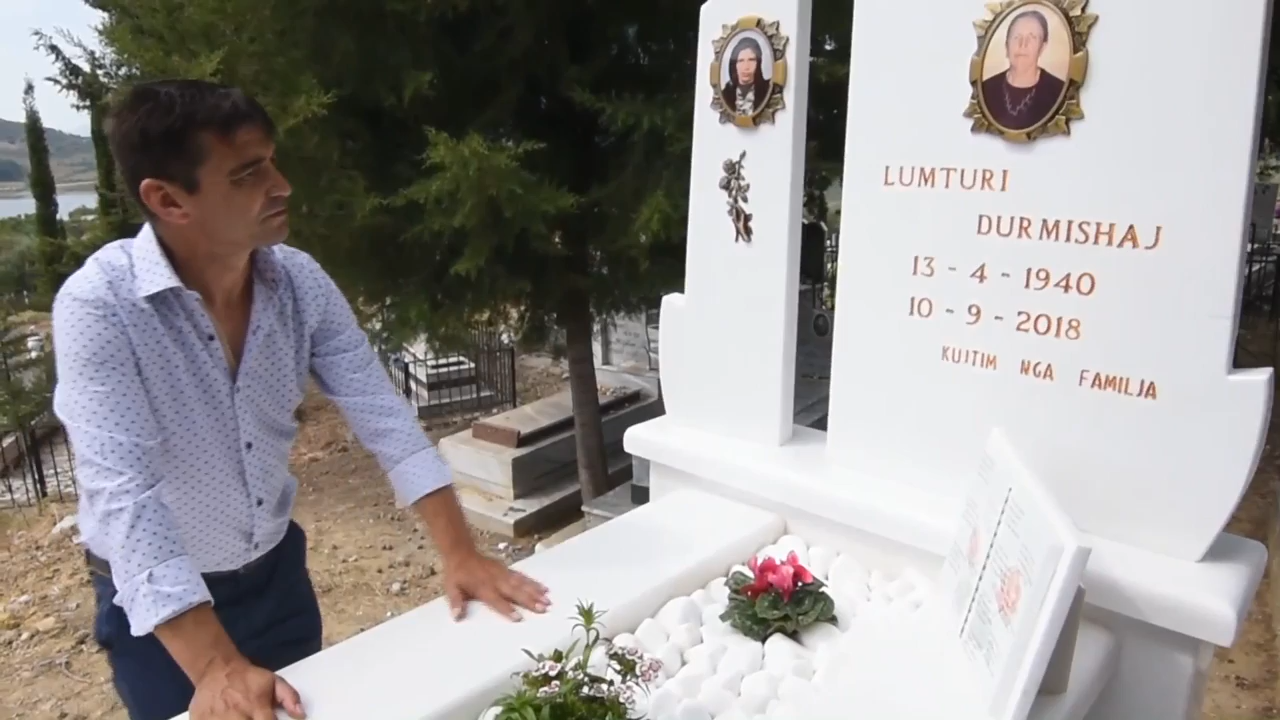 LUMTURI
DURMISHAJ
13 - 4 - 1940
10 - 9 - 2018
KUJTIM NGA FAMILJA